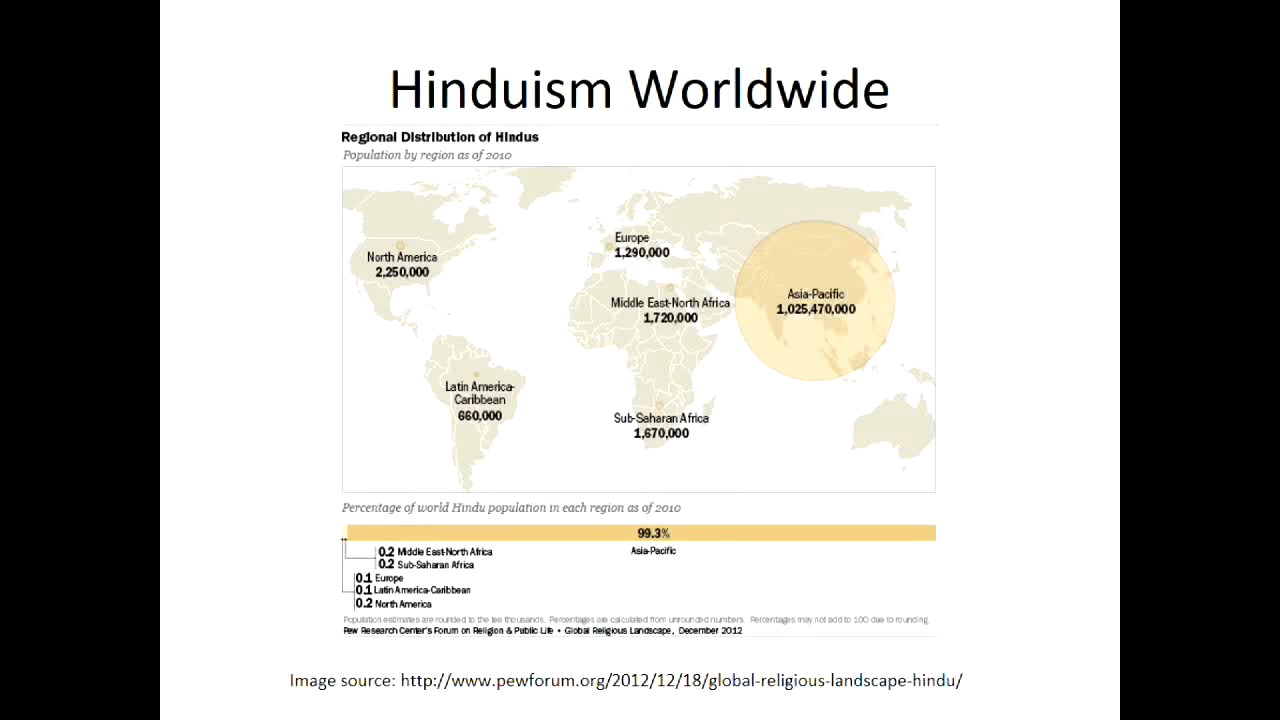 Hinduism Worldwide
Regional Distribution of Hindus
Population by region as of 2010
North America
2,250,000
Europe
1,290,000
Middle East-North Africa
1,720,000
Asia-Pacific
1,025,470,000
Latin America-
Caribbean
660,000
Sub-Saharan Africa
1,670,000
Percentage of world Hindu population in each region as of 2010
99.3%
Asia-Pacific
0.2 Middle East-North Africa
0.2 Sub-Saharan Africa
0.1 Europe
0.1 Latin America-Caribbean
0.2 North America
Population estimates are rounded to the ten thousands. Percentages are calculated from unrounded numbers. Percentages may not add to 100 due to rounding.
Pew Research Center's Forum on Religion & Public Life • Global Religious Landscape, December 2012
Image source: http://www.pewforum.org/2012/12/18/global-religious-landscape-hindu/